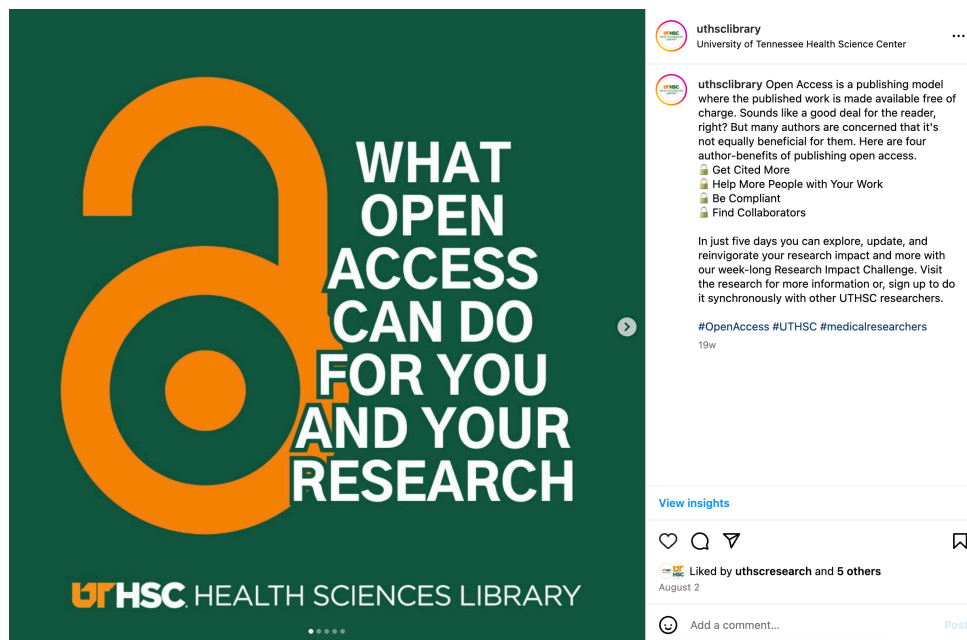 WHAT
OPEN
ACCESS
CAN DO
FOR YOU
AND YOUR
RESEARCH
UTHSC HEALTH SCIENCES LIBRARY
uthsclibrary
University of Tennessee Health Science Center
uthsclibrary Open Access is a publishing model
where the published work is made available free of
charge. Sounds like a good deal for the reader,
right? But many authors are concerned that it's
not equally beneficial for them. Here are four
author-benefits of publishing open access.
🔓 Get Cited More
🔓 Help More People with Your Work
🔓 Be Compliant
🔓 Find Collaborators
In just five days you can explore, update, and
reinvigorate your research impact and more with
our week-long Research Impact Challenge. Visit
the research for more information or, sign up to do
it synchronously with other UTHSC researchers.
#OpenAccess #UTHSC #medicalresearchers
19w
View insights
Liked by uthscresearch and 5 others
August 2
Add a comment...
Post